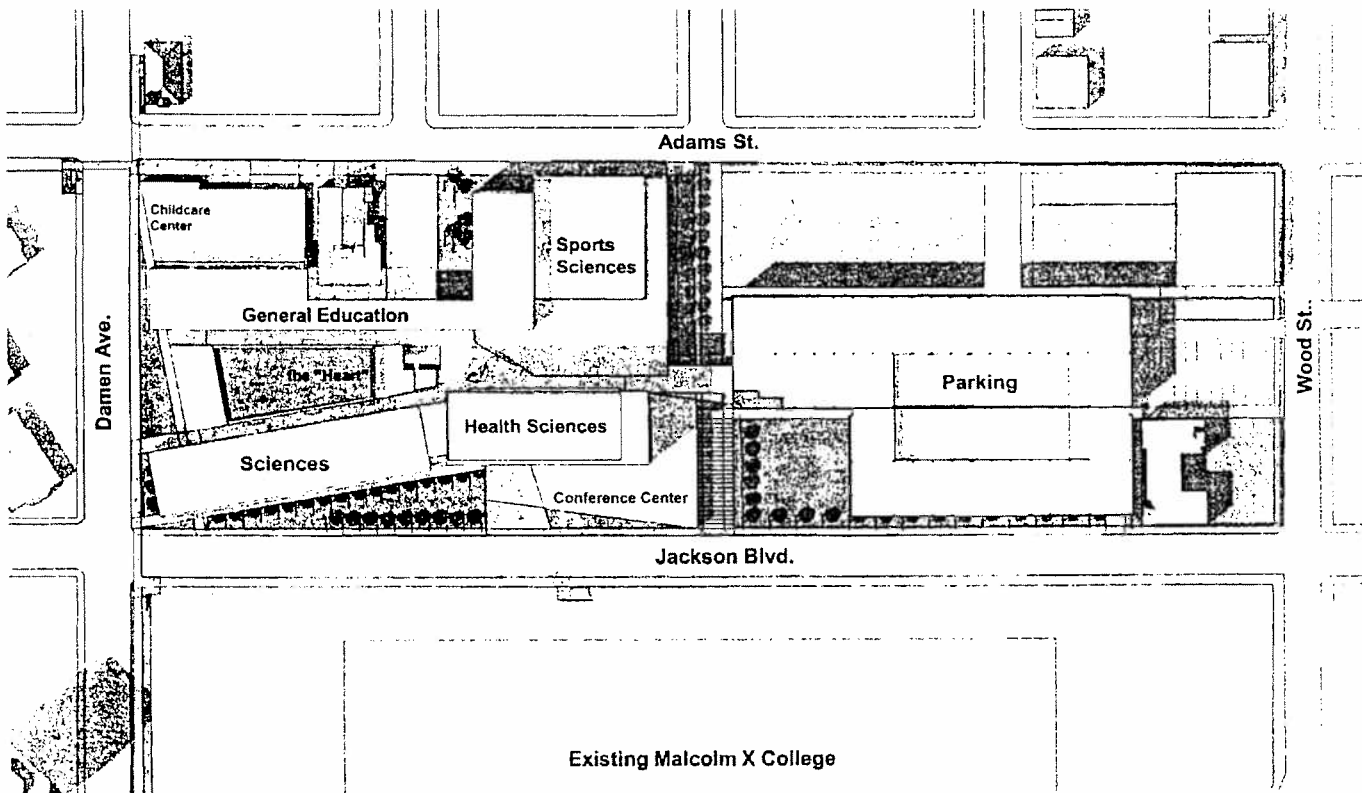 Adams St.
Childcare
Center
Sports
Sciences
General Education
Damen Ave.
the "Heart"
Parking
Wood St..
Health Sciences
Sciences
Conference Center
Jackson Blvd.
Existing Malcolm X College